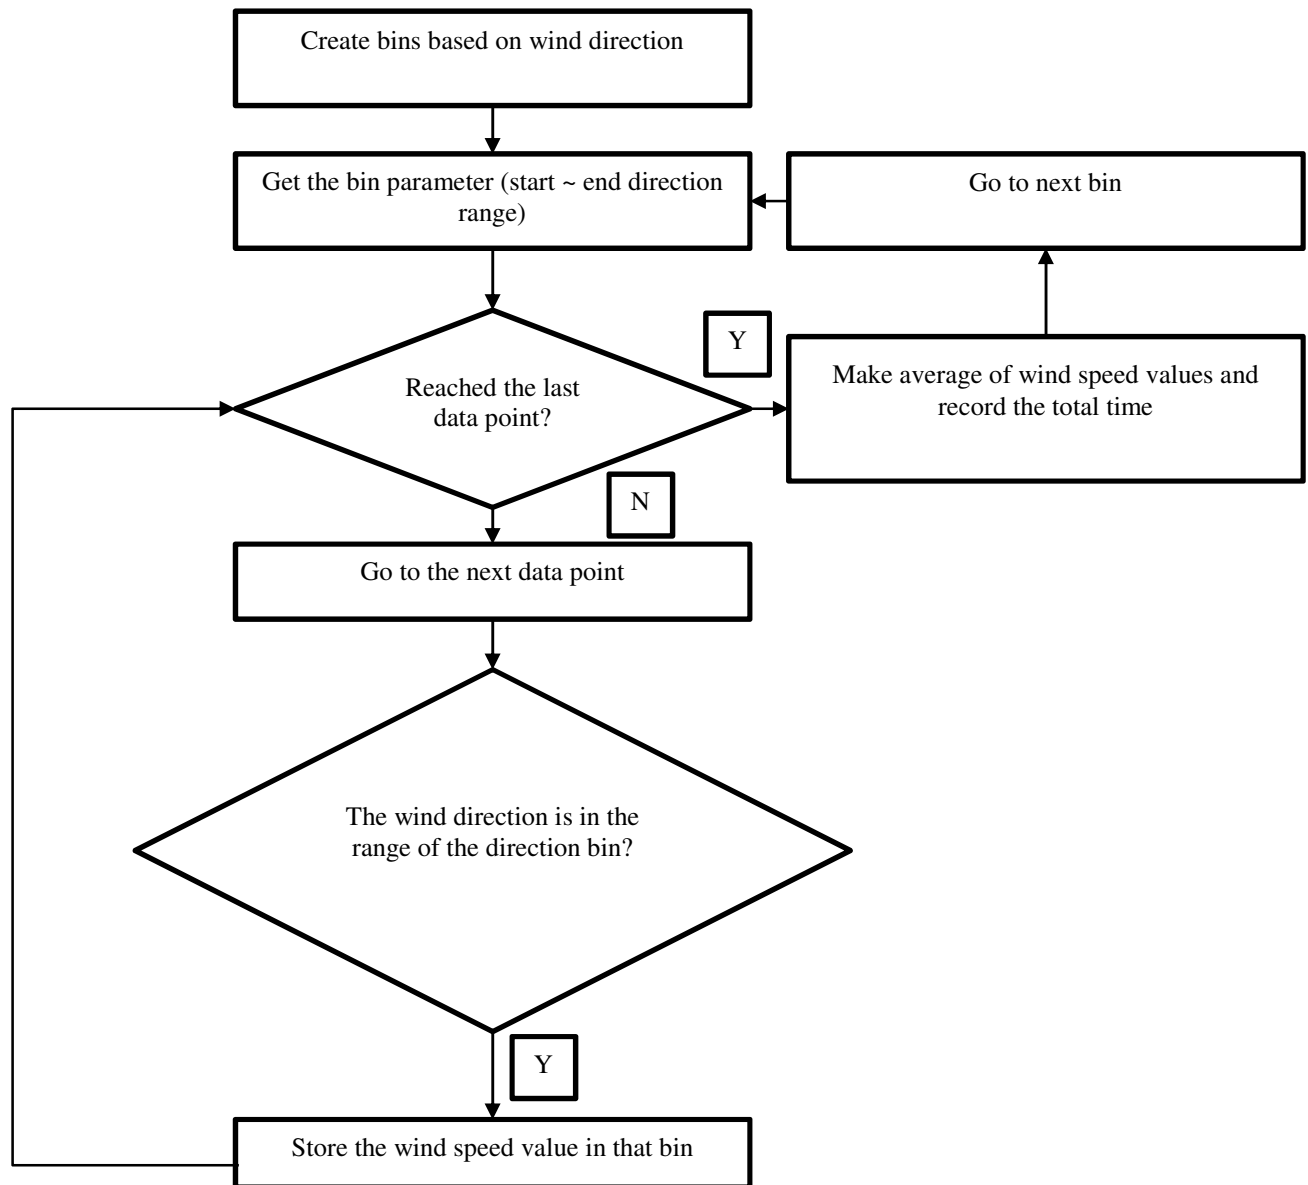 Create bins based on wind direction
Get the bin parameter (start ~ end direction
range)
Go to next bin
Y
Reached the last
data point?
Make average of wind speed values and
record the total time
N
Go to the next data point
The wind direction is in the
range of the direction bin?
Y
Store the wind speed value in that bin